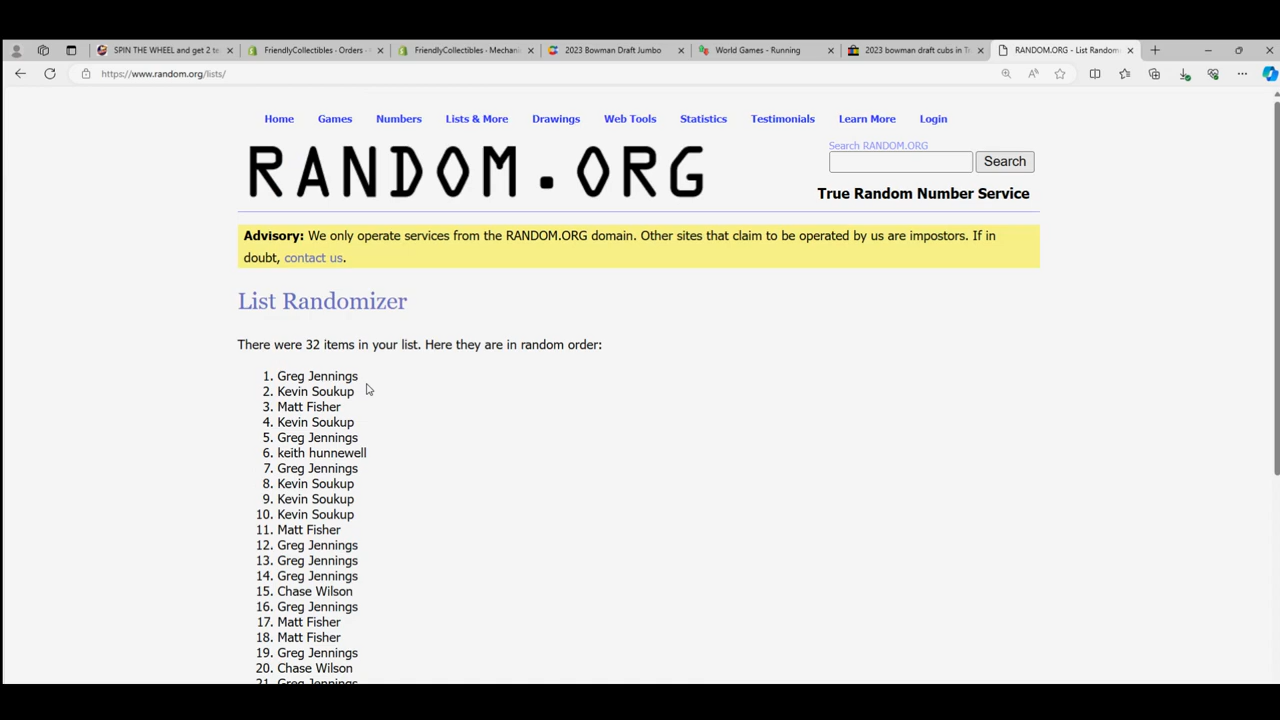 SPIN THE WHEEL and get 2 te
FriendlyCollectibles - Orders -
FriendlyCollectibles - Mechani
2023 Bowman Draft Jumbo
World Games - Running
2023 bowman draft cubs in Tr
RANDOM.ORG - List Random
https://www.random.org/lists/
Home Games Numbers Lists & More Drawings Web Tools Statistics Testimonials Learn More Login
RANDOM.ORG
Search RANDOM.ORG
Search
True Random Number Service
Advisory: We only operate services from the RANDOM.ORG domain. Other sites that claim to be operated by us are impostors. If in
doubt, contact us.
List Randomizer
There were 32 items in your list. Here they are in random order:
1. Greg Jennings
2. Kevin Soukup
3. Matt Fisher
4. Kevin Soukup
5. Greg Jennings
6. keith hunnewell
7. Greg Jennings
8. Kevin Soukup
9. Kevin Soukup
10. Kevin Soukup
11. Matt Fisher
12. Greg Jennings
13. Greg Jennings
14. Greg Jennings
15. Chase Wilson
16. Greg Jennings
17. Matt Fisher
18. Matt Fisher
19. Greg Jennings
20. Chase Wilson
21. Greg Jennings